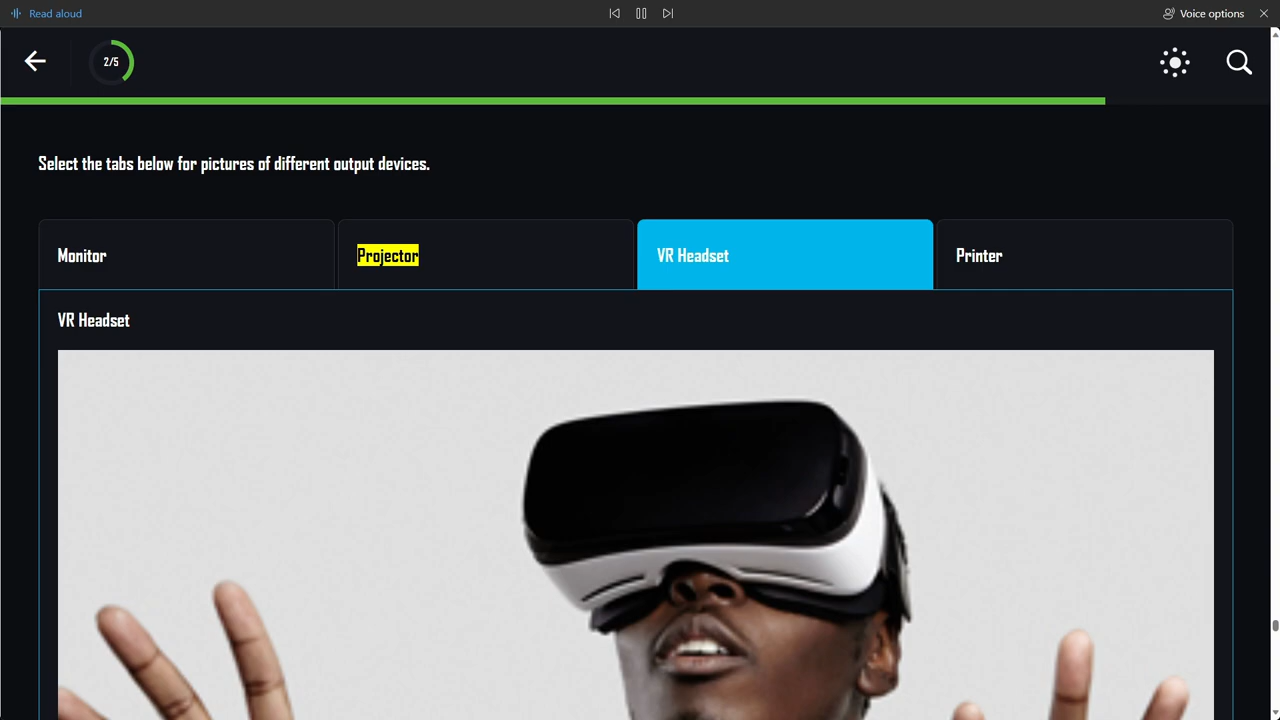 Read aloud
Voice options
2/5
Select the tabs below for pictures of different output devices.
Monitor
Projector
VR Headset
Printer
VR Headset